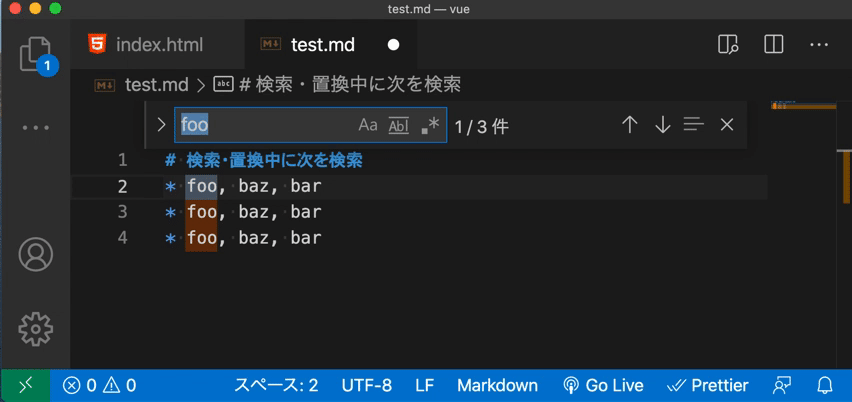 test.md — vue
index.html
test.md
1
test.md > # 検索・置換中に次を検索
foo Aa Abl .* 1 / 3 件
1 # 検索・置換中に次を検索
2 * foo, baz, bar
3 * foo, baz, bar
4 * foo, baz, bar
0 0 スペース: 2 UTF-8 LF Markdown Go Live Prettier